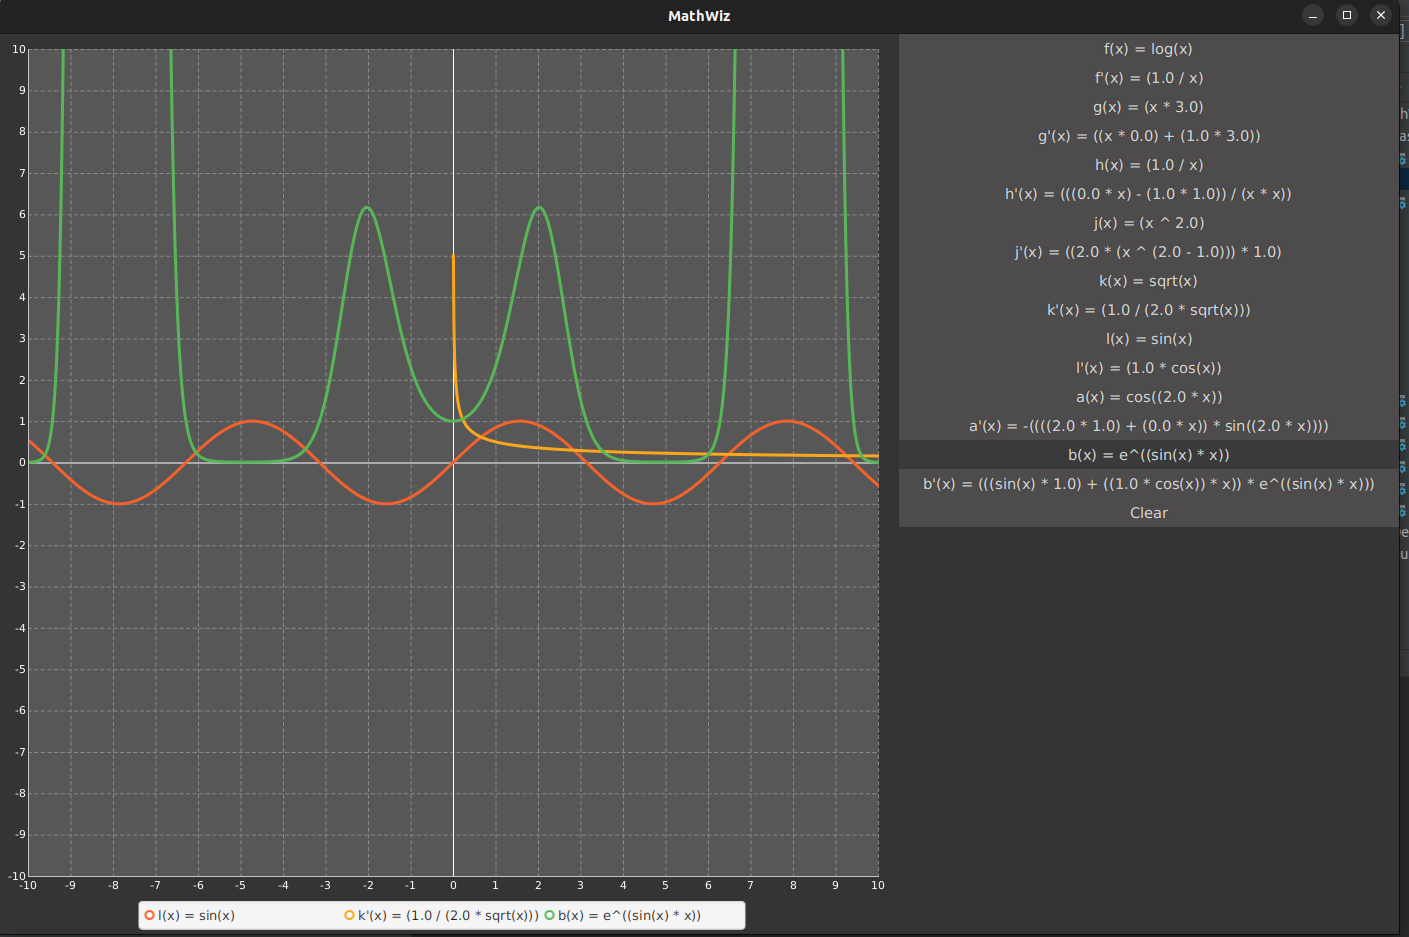 MathWiz
10
9
8
7
6
5
4
3
2
1
0
-1
-2
-3
-4
-5
-6
-7
-8
-9
-10
-10 -9 -8 -7 -6 -5 -4 -3 -2 -1 0 1 2 3 4 5 6 7 8 9 10
l(x) = sin(x) k'(x) = (1.0 / (2.0 * sqrt(x))) b(x) = e^((sin(x) * x))
f(x) = log(x)
f'(x) = (1.0 / x)
g(x) = (x * 3.0)
g'(x) = ((x * 0.0) + (1.0 * 3.0))
h(x) = (1.0 / x)
h'(x) = (((0.0 * x) - (1.0 * 1.0)) / (x * x))
j(x) = (x ^ 2.0)
j'(x) = ((2.0 * (x ^ (2.0 - 1.0))) * 1.0)
k(x) = sqrt(x)
k'(x) = (1.0 / (2.0 * sqrt(x)))
l(x) = sin(x)
l'(x) = (1.0 * cos(x))
a(x) = cos((2.0 * x))
a'(x) = -((((2.0 * 1.0) + (0.0 * x)) * sin((2.0 * x))))
b(x) = e^((sin(x) * x))
b'(x) = (((sin(x) * 1.0) + ((1.0 * cos(x)) * x)) * e^((sin(x) * x)))
Clear